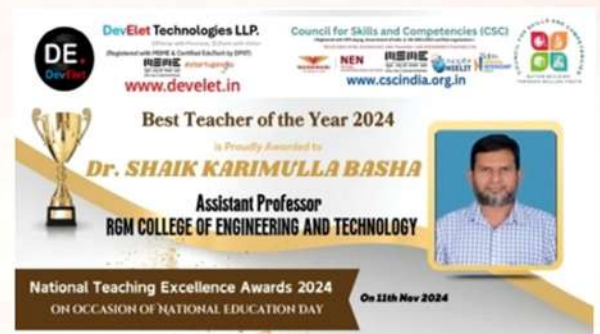 DE.
DevElet
DevElet Technologies LLP.
www.develet.in
Council for Skills and Competencies (CSC)
NEN
MSME
www.cscindia.org.in
Best Teacher of the Year 2024
is Proudly Awarded to
Dr. SHAIK KARIMULLA BASHA
Assistant Professor
RGM COLLEGE OF ENGINEERING AND TECHNOLOGY
National Teaching Excellence Awards 2024
ON OCCASION OF NATIONAL EDUCATION DAY
On 11th Nov 2024